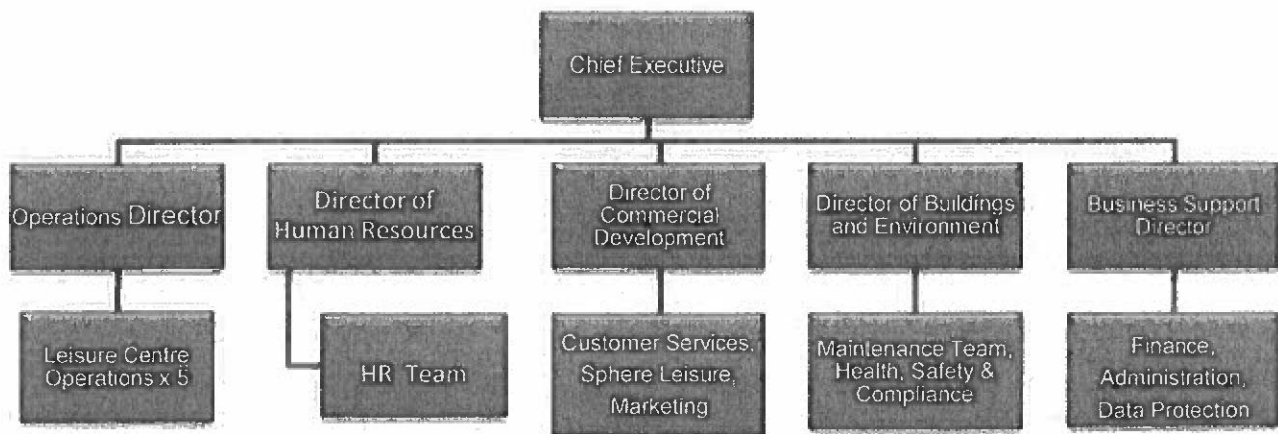 Chief Executive
Operations Director
Director of
Human Resources
Director of
Commercial
Development
Director of Buildings
and Environment
Business Support
Director
Leisure Centre
Operations x 5
HR Team
Customer Services,
Sphere Leisure,
Marketing
Maintenance Team,
Health, Safety &
Compliance
Finance,
Administration,
Data Protection